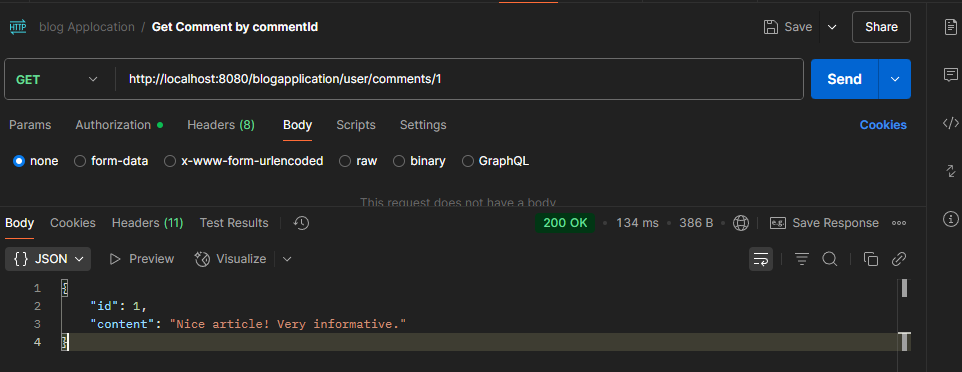 HTTP blog Applocation / Get Comment by commentId Save Share
GET http://localhost:8080/blogapplication/user/comments/1 Send
Params Authorization Headers (8) Body Scripts Settings Cookies
none form-data x-www-form-urlencoded raw binary GraphQL
This request does not have a body
Body Cookies Headers (11) Test Results 200 OK 134 ms 386 B e.g. Save Response
{} JSON Preview Visualize
1 {
2 "id": 1,
3 "content": "Nice article! Very informative."
4 }